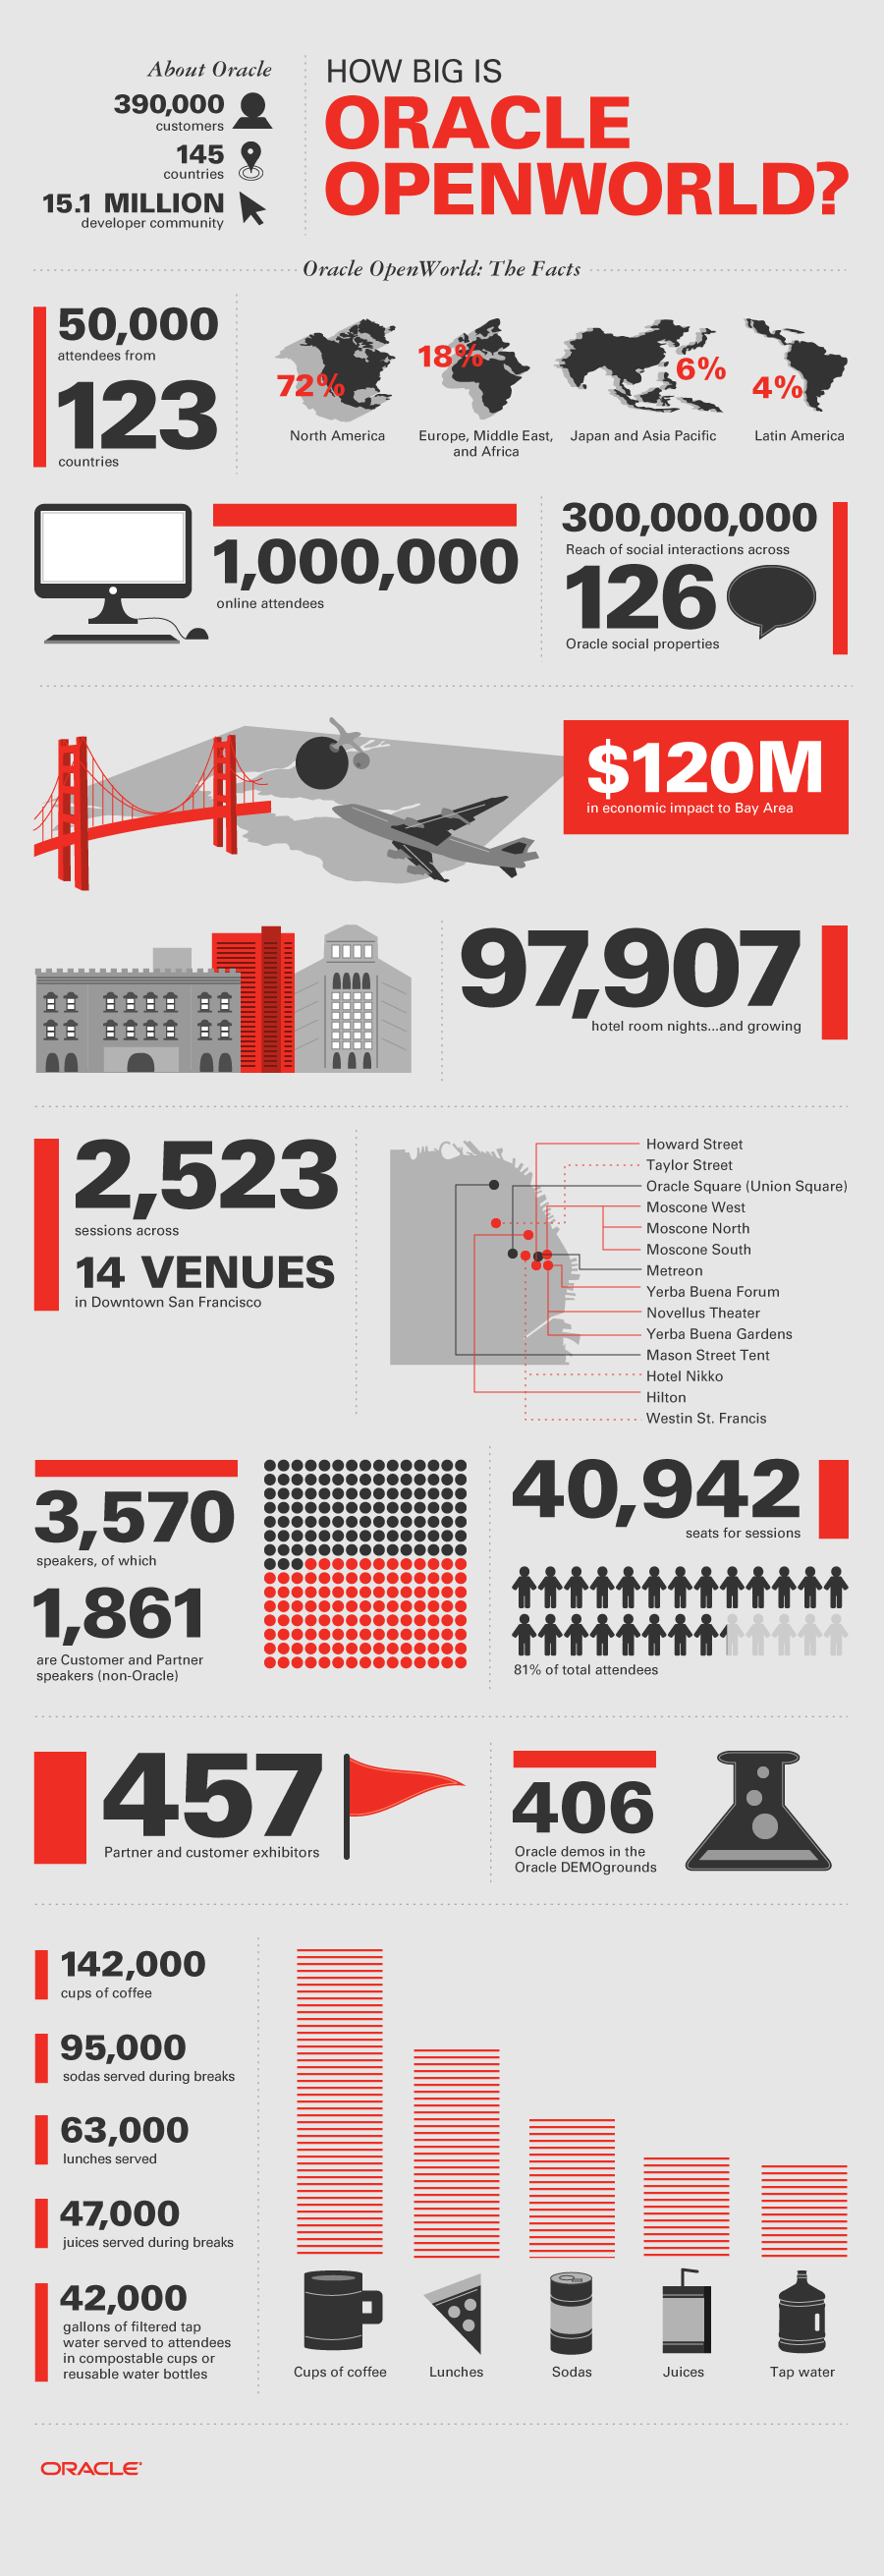 About Oracle
390,000
customers
145
countries
15.1 MILLION
developer community
HOW BIG IS
ORACLE
OPENWORLD?
Oracle OpenWorld: The Facts
50,000
attendees from
123
countries
72%
North America
18%
Europe, Middle East,
and Africa
6%
Japan and Asia Pacific
4%
Latin America
1,000,000
online attendees
300,000,000
Reach of social interactions across
126
Oracle social properties
$120M
in economic impact to Bay Area
97,907
hotel room nights...and growing
2,523
sessions across
14 VENUES
in Downtown San Francisco
Howard Street
Taylor Street
Oracle Square (Union Square)
Moscone West
Moscone North
Moscone South
Metreon
Yerba Buena Forum
Novellus Theater
Yerba Buena Gardens
Mason Street Tent
Hotel Nikko
Hilton
Westin St. Francis
3,570
speakers, of which
1,861
are Customer and Partner
speakers (non-Oracle)
40,942
seats for sessions
81% of total attendees
457
Partner and customer exhibitors
406
Oracle demos in the
Oracle DEMOgrounds
142,000
cups of coffee
95,000
sodas served during breaks
63,000
lunches served
47,000
juices served during breaks
42,000
gallons of filtered tap
water served to attendees
in compostable cups or
reusable water bottles
Cups of coffee
Lunches
Sodas
Juices
Tap water
ORACLE®